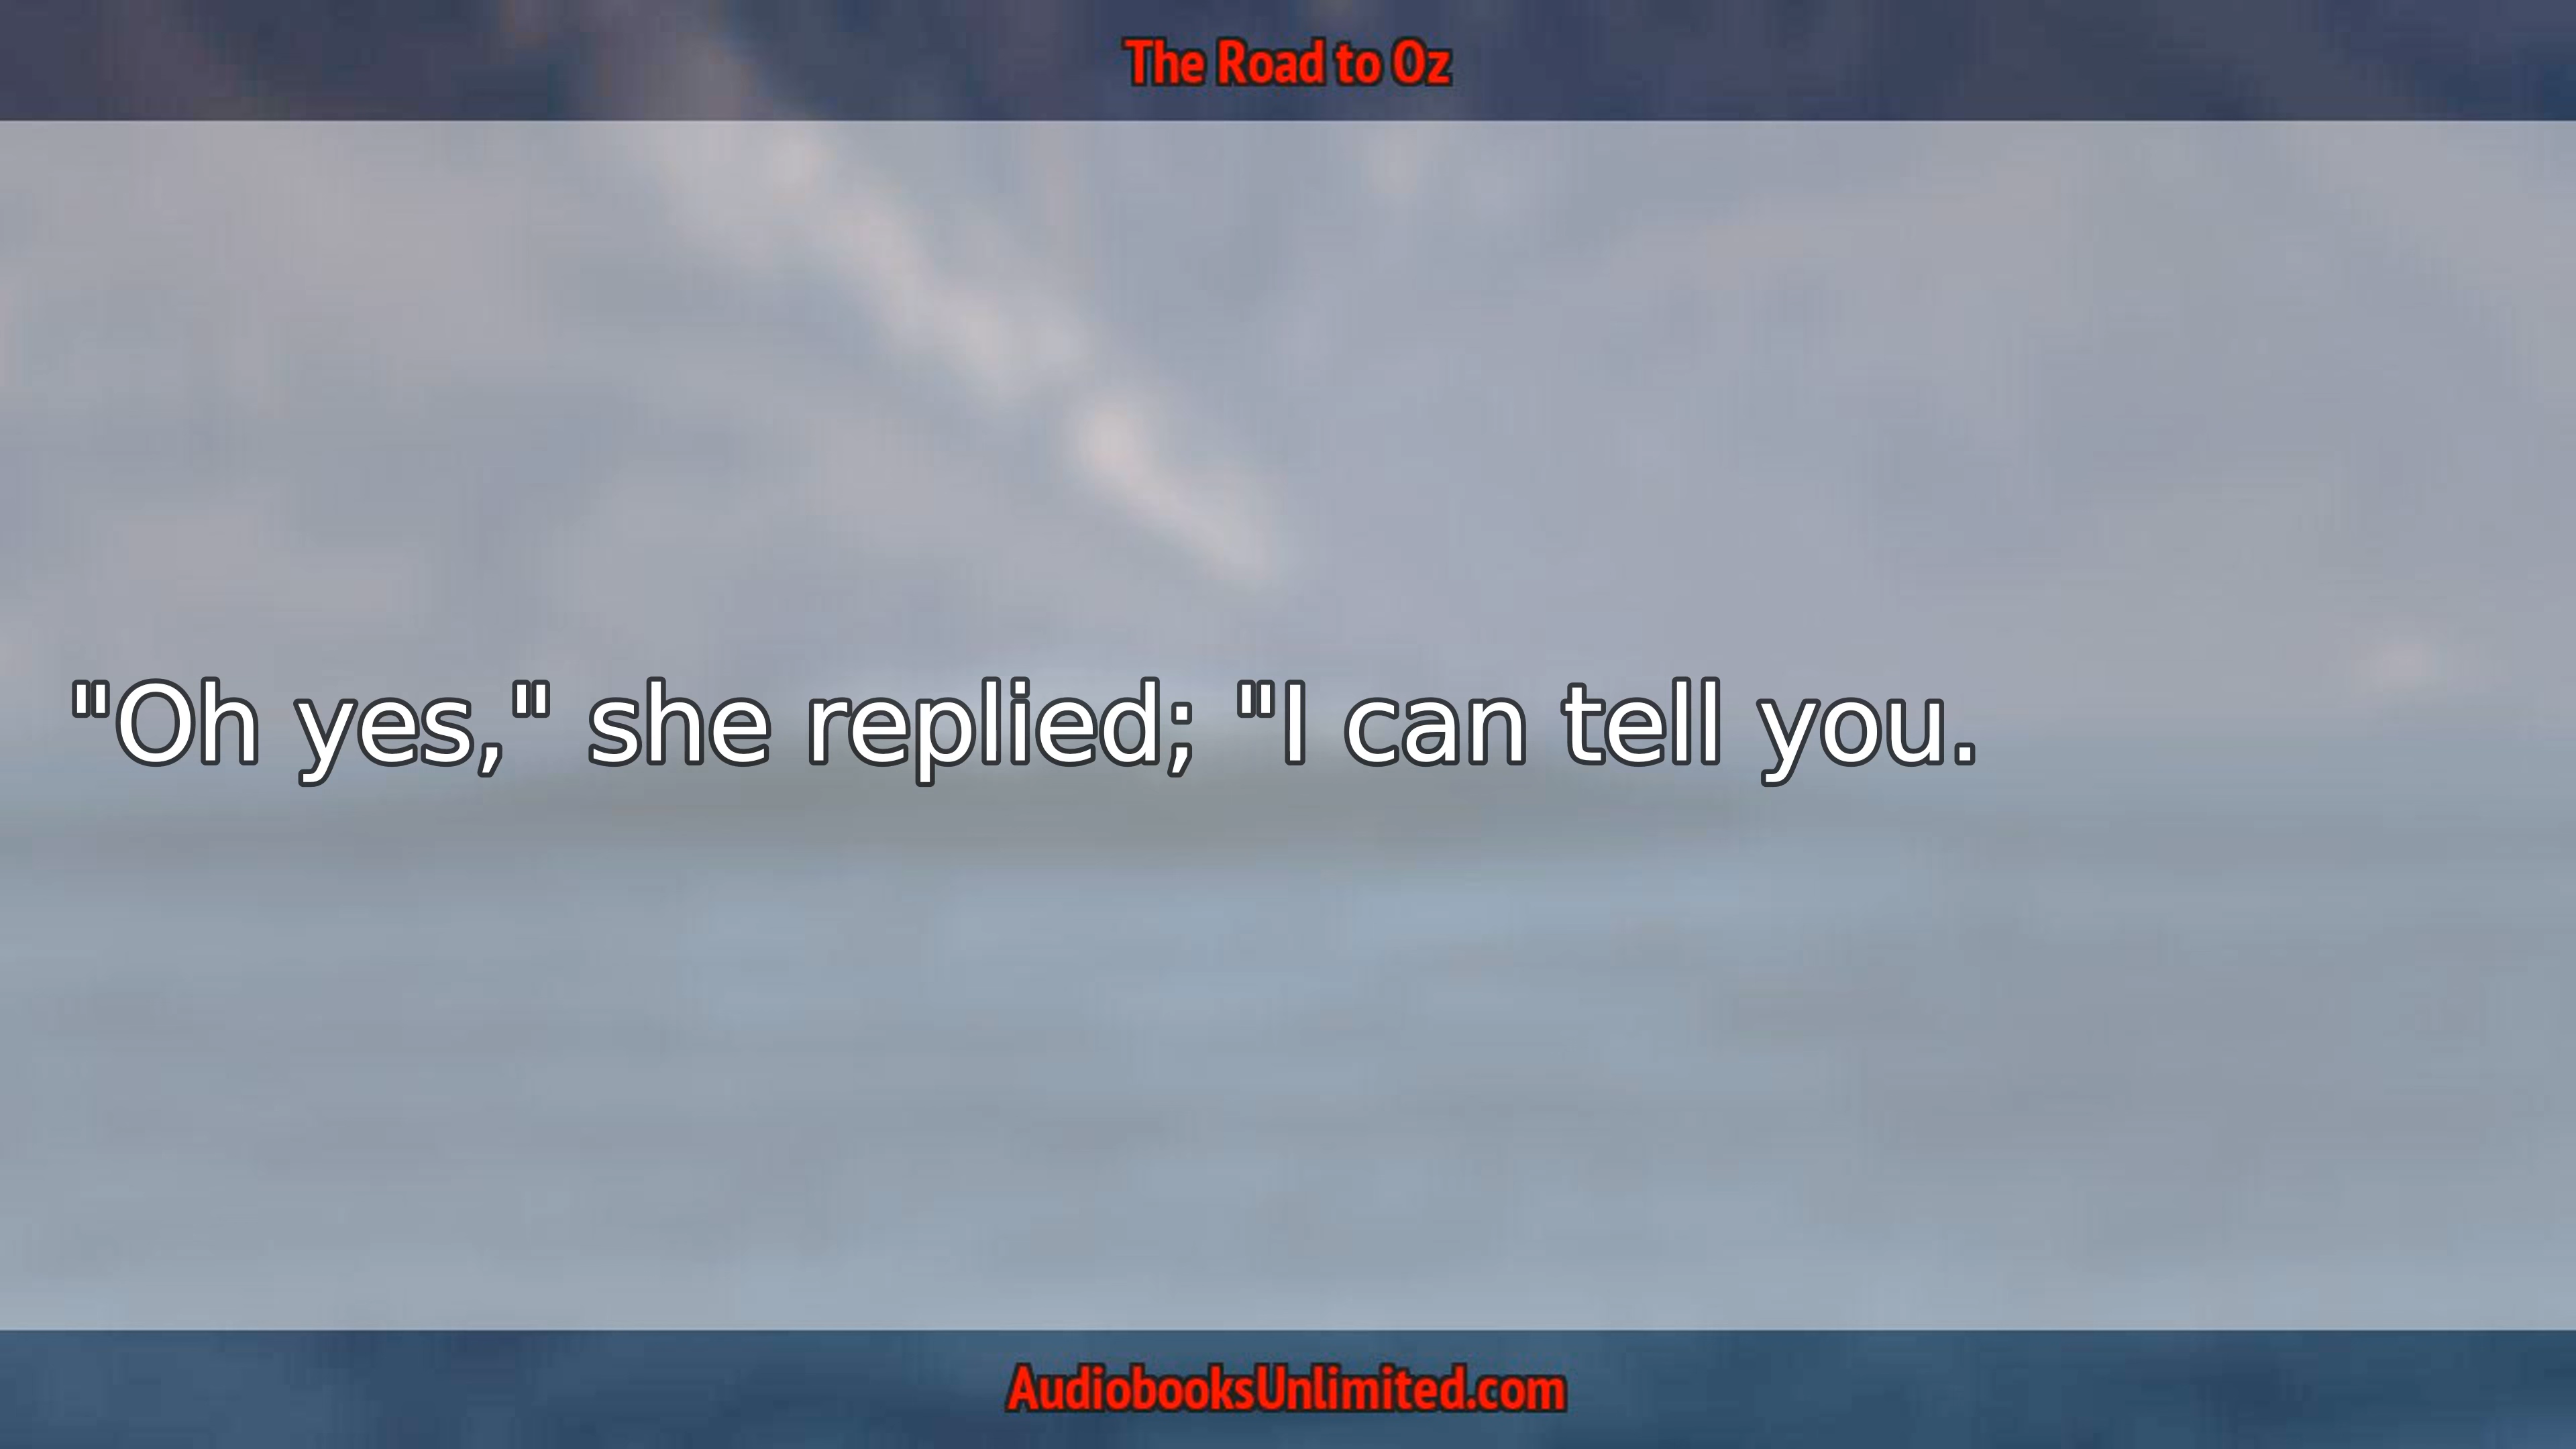 The Road to Oz
"Oh yes," she replied; "I can tell you.
AudiobooksUnlimited.com